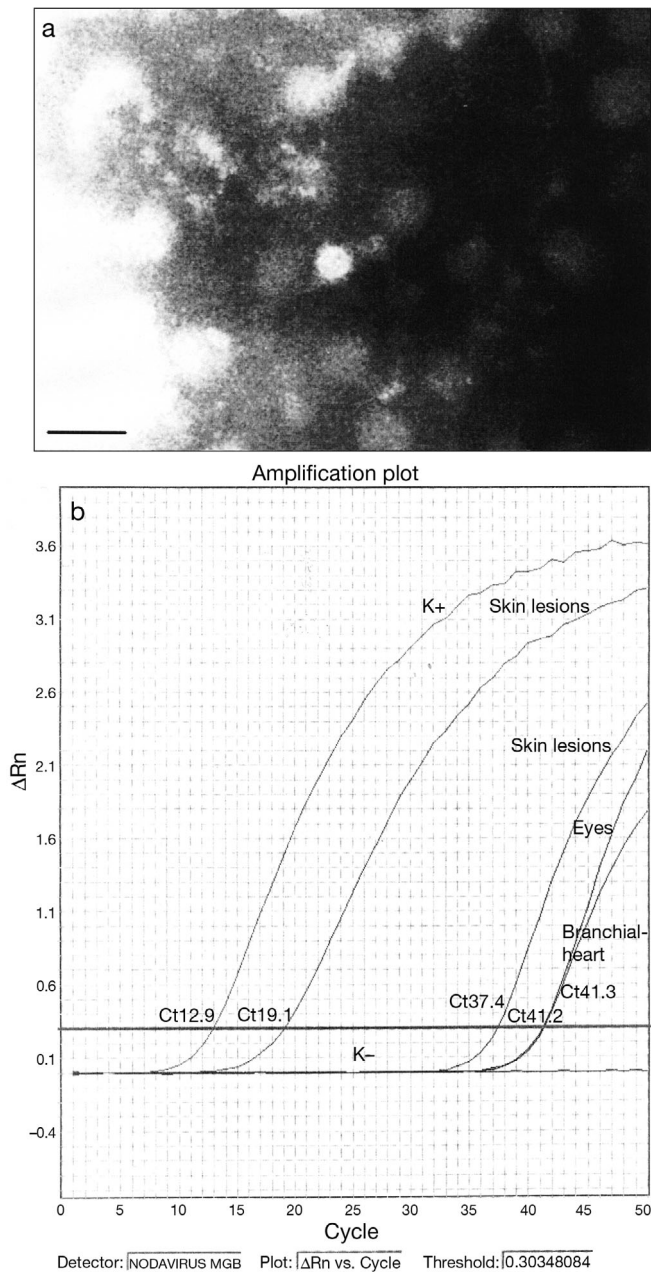 a
Amplification plot
b
3.6
3.1
2.6
2.1
1.6
1.1
0.6
0.1
–0.4
ΔRn
K+
Skin lesions
Skin lesions
Eyes
Branchial-
heart
Ct12.9
Ct19.1
Ct37.4
Ct41.2
Ct41.3
K–
0 5 10 15 20 25 30 35 40 45 50
Cycle
Detector: NODAVIRUS MGB Plot: ΔRn vs. Cycle Threshold: 0.30348084